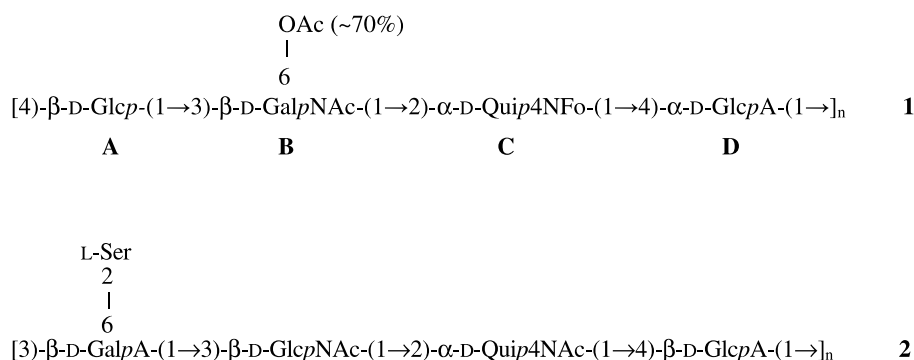 OAc (~70%)
6
[4)-β-D-Glcp-(1→3)-β-D-GalpNAc-(1→2)-α-D-Quip4NFo-(1→4)-α-D-GlcpA-(1→]n 1
A B C D
L-Ser
2
6
[3)-β-D-GalpA-(1→3)-β-D-GlcpNAc-(1→2)-α-D-Quip4NAc-(1→4)-β-D-GlcpA-(1→]n 2